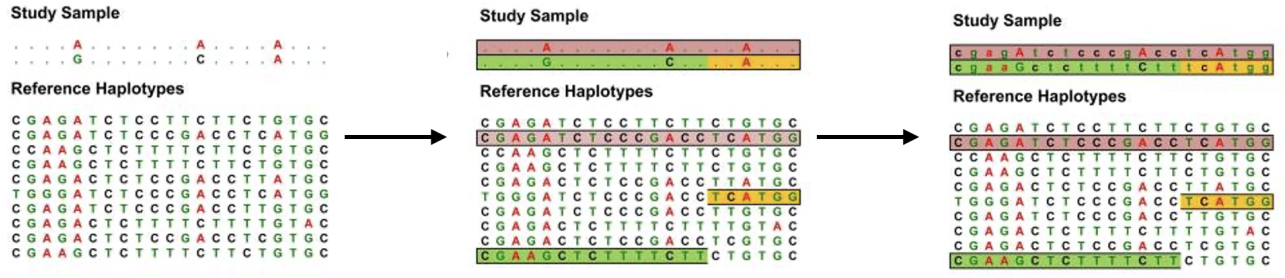 Study Sample
. . . . A . . . . . . . A . . . . A . . .
. . . . G . . . . . . . C . . . . A . . .
Reference Haplotypes
C G A G A T C T C C T T C T T C T G T G C
C G A G A T C T C C C G A C C T C A T G G
C C A A G C T C T T T T C T T C T G T G C
C G A A G C T C T T T T C T T C T G T G C
C G A G A C T C T C C G A C C T T A T G C
T G G G A T C T C C C G A C C T C A T G G
C G A G A T C T C C C G A C C T T G T G C
C G A G A C T C T T T T C T T T T G T A C
C G A G A C T C T C C G A C C T C G T G C
C G A A G C T C T T T T C T T C T G T G C
Study Sample
. . . . A . . . . . . . A . . . . A . . .
. . . . G . . . . . . . C . . . . A . . .
Reference Haplotypes
C G A G A T C T C C T T C T T C T G T G C
C G A G A T C T C C C G A C C T C A T G G
C C A A G C T C T T T T C T T C T G T G C
C G A A G C T C T T T T C T T C T G T G C
C G A G A C T C T C C G A C C T T A T G C
T G G G A T C T C C C G A C C T C A T G G
C G A G A T C T C C C G A C C T T G T G C
C G A G A C T C T T T T C T T T T G T A C
C G A G A C T C T C C G A C C T C G T G C
C G A A G C T C T T T T C T T C T G T G C
Study Sample
c g a g A t c t c c c g A c c t c A t g g
c g a a G c t c t t t t C t t t c A t g g
Reference Haplotypes
C G A G A T C T C C T T C T T C T G T G C
C G A G A T C T C C C G A C C T C A T G G
C C A A G C T C T T T T C T T C T G T G C
C G A A G C T C T T T T C T T C T G T G C
C G A G A C T C T C C G A C C T T A T G C
T G G G A T C T C C C G A C C T C A T G G
C G A G A T C T C C C G A C C T T G T G C
C G A G A C T C T T T T C T T T T G T A C
C G A G A C T C T C C G A C C T C G T G C
C G A A G C T C T T T T C T T C T G T G C